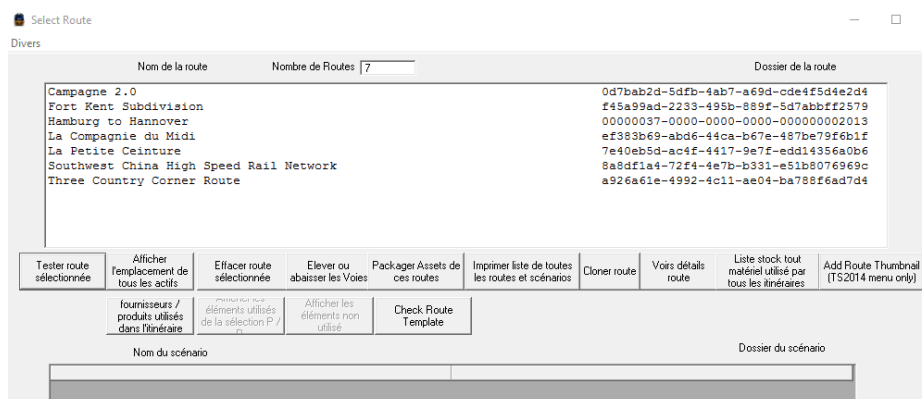 Select Route
Divers
Nom de la route Nombre de Routes 7 Dossier de la route
Campagne 2.0 0d7bab2d-5dfb-4ab7-a69d-cde4f5d4e2d4
Fort Kent Subdivision f45a99ad-2233-495b-889f-5d7abbff2579
Hamburg to Hannover 00000037-0000-0000-0000-000000002013
La Compagnie du Midi ef383b69-abd6-44ca-b67e-487be79f6b1f
La Petite Ceinture 7e40eb5d-ac4f-4417-9e7f-edd14356a0b6
Southwest China High Speed Rail Network 8a8df1a4-72f4-4e7b-b331-e51b8076969c
Three Country Corner Route a926a61e-4992-4c11-ae04-ba788f6ad7d4
Tester route
sélectionnée
Afficher
l'emplacement de
tous les actifs
Effacer route
sélectionnée
Elever ou
abaisser les Voies
Packager Assets de
ces routes
Imprimer liste de toutes
les routes et scénarios
Cloner route
Voirs détails
route
Liste stock tout
matériel utilisé par
tous les itinéraires
Add Route Thumbnail
(TS2014 menu only)
fournisseurs /
produits utilisés
dans l'itinéraire
Afficher les
éléments utilisés
de la sélection P /
Afficher les
éléments non
utilisé
Check Route
Template
Nom du scénario Dossier du scénario